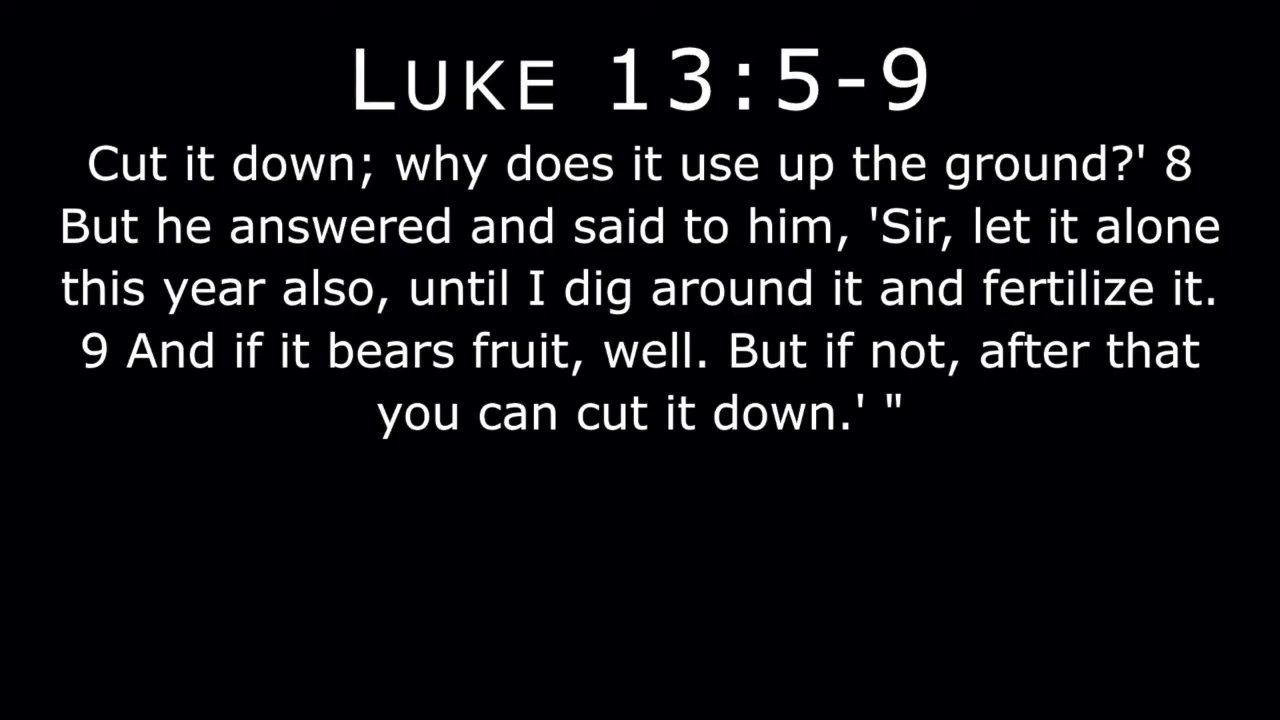 LUKE 13:5-9
Cut it down; why does it use up the ground?' 8
But he answered and said to him, 'Sir, let it alone
this year also, until I dig around it and fertilize it.
9 And if it bears fruit, well. But if not, after that
you can cut it down.' "